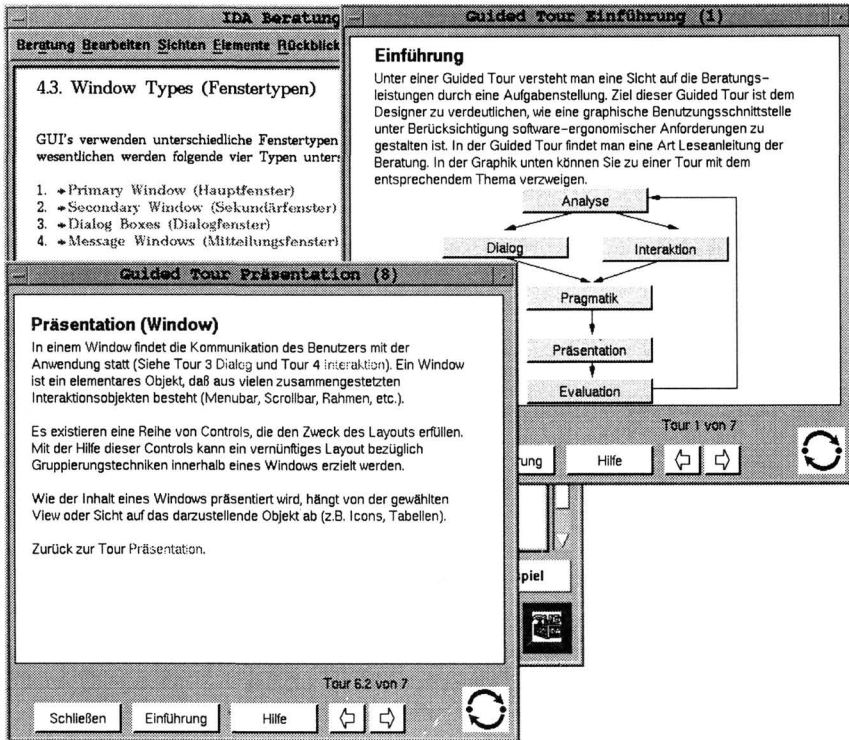 IDA Beratung
Beratung Bearbeiten Sichten Elemente Rückblick
4.3. Window Types (Fenstertypen)
GUI's verwenden unterschiedliche Fenstertypen
wesentlichen werden folgende vier Typen unters
1. Primary Window (Hauptfenster)
2. Secondary Window (Sekundärfenster)
3. Dialog Boxes (Dialogfenster)
4. Message Windows (Mitteilungsfenster)
Guided Tour Einführung (1)
Einführung
Unter einer Guided Tour versteht man eine Sicht auf die Beratungs-
leistungen durch eine Aufgabenstellung. Ziel dieser Guided Tour ist dem
Designer zu verdeutlichen, wie eine graphische Benutzungsschnittstelle
unter Berücksichtigung software-ergonomischer Anforderungen zu
gestalten ist. In der Guided Tour findet man eine Art Leseanleitung der
Beratung. In der Graphik unten können Sie zu einer Tour mit dem
entsprechendem Thema verzweigen.
Analyse
Dialog Interaktion
Pragmatik
Präsentation
Evaluation
Tour 1 von 7
rung Hilfe
spiel
Guided Tour Präsentation (8)
Präsentation (Window)
In einem Window findet die Kommunikation des Benutzers mit der
Anwendung statt (Siehe Tour 3 Dialog und Tour 4 Interaktion). Ein Window
ist ein elementares Objekt, daß aus vielen zusammengestetzten
Interaktionsobjekten besteht (Menubar, Scrollbar, Rahmen, etc.).
Es existieren eine Reihe von Controls, die den Zweck des Layouts erfüllen.
Mit der Hilfe dieser Controls kann ein vernünftiges Layout bezüglich
Gruppierungstechniken innerhalb eines Windows erzielt werden.
Wie der Inhalt eines Windows präsentiert wird, hängt von der gewählten
View oder Sicht auf das darzustellende Objekt ab (z.B. Icons, Tabellen).
Zurück zur Tour Präsentation.
Tour 6.2 von 7
Schließen Einführung Hilfe